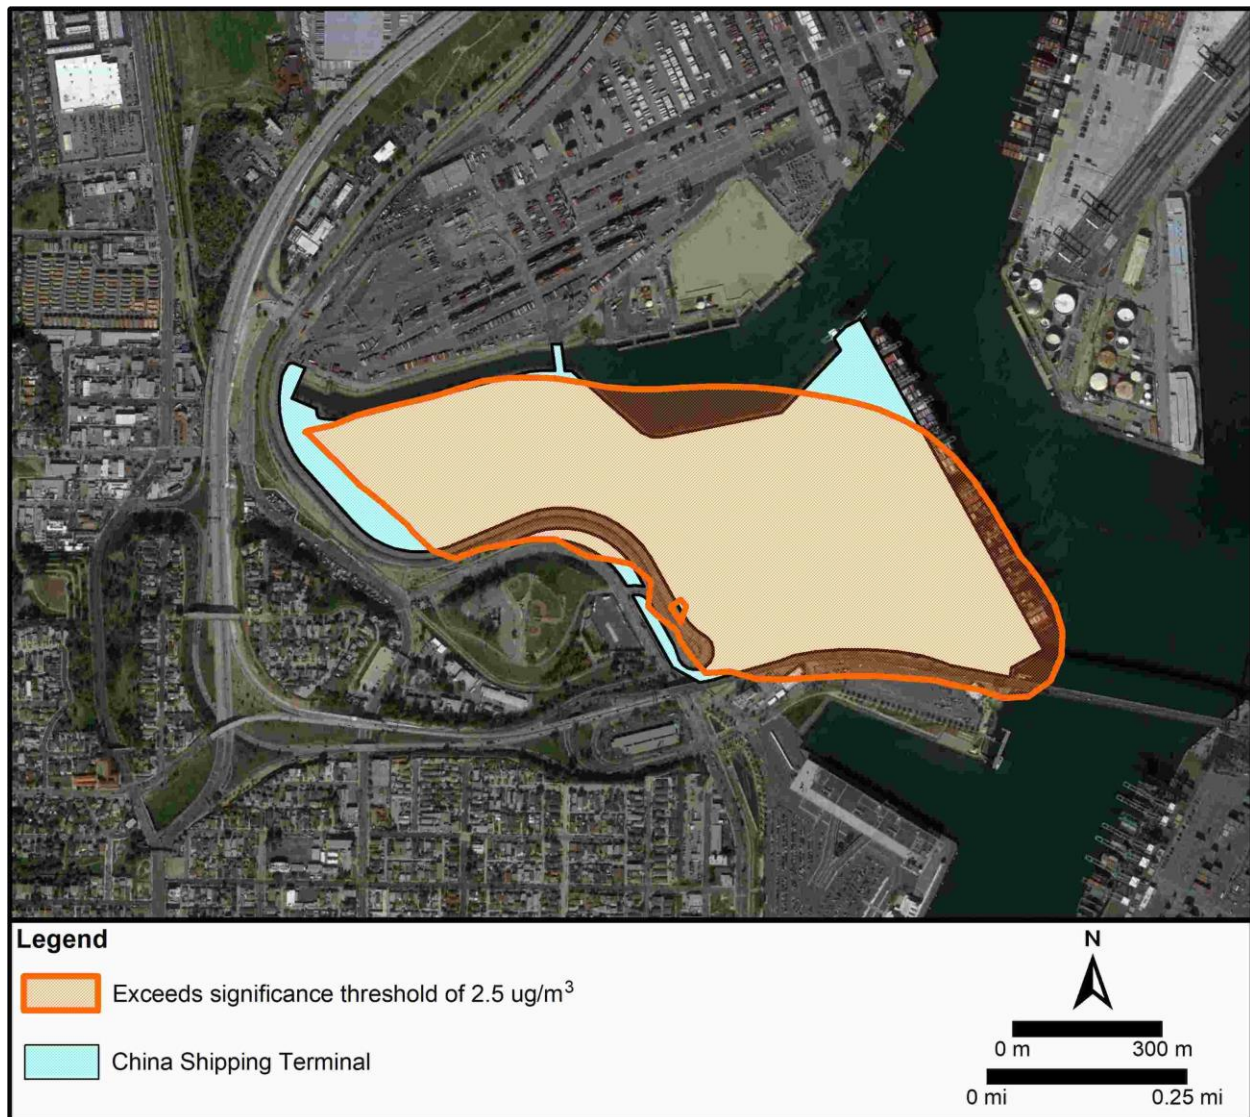 Legend
Exceeds significance threshold of 2.5 ug/m³
China Shipping Terminal
N
0 m 300 m
0 mi 0.25 mi